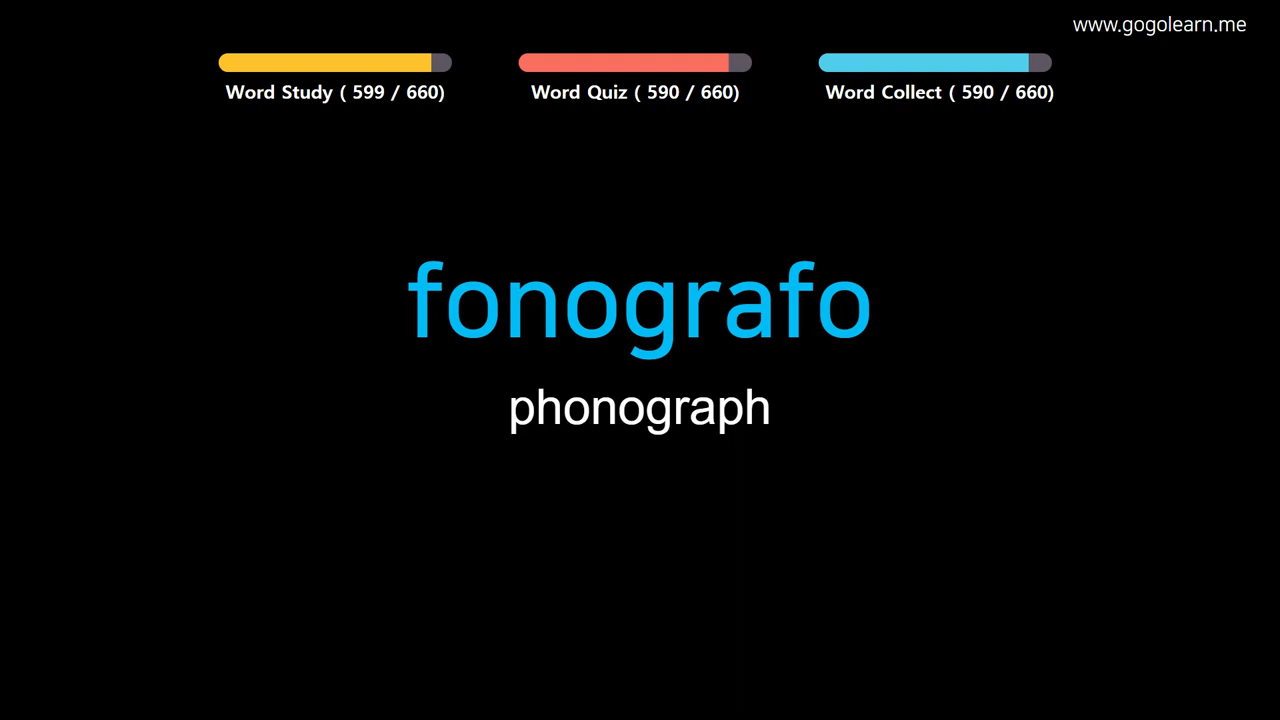 www.gogolearn.me
Word Study ( 599 / 660)
Word Quiz ( 590 / 660)
Word Collect ( 590 / 660)
fonografo
phonograph